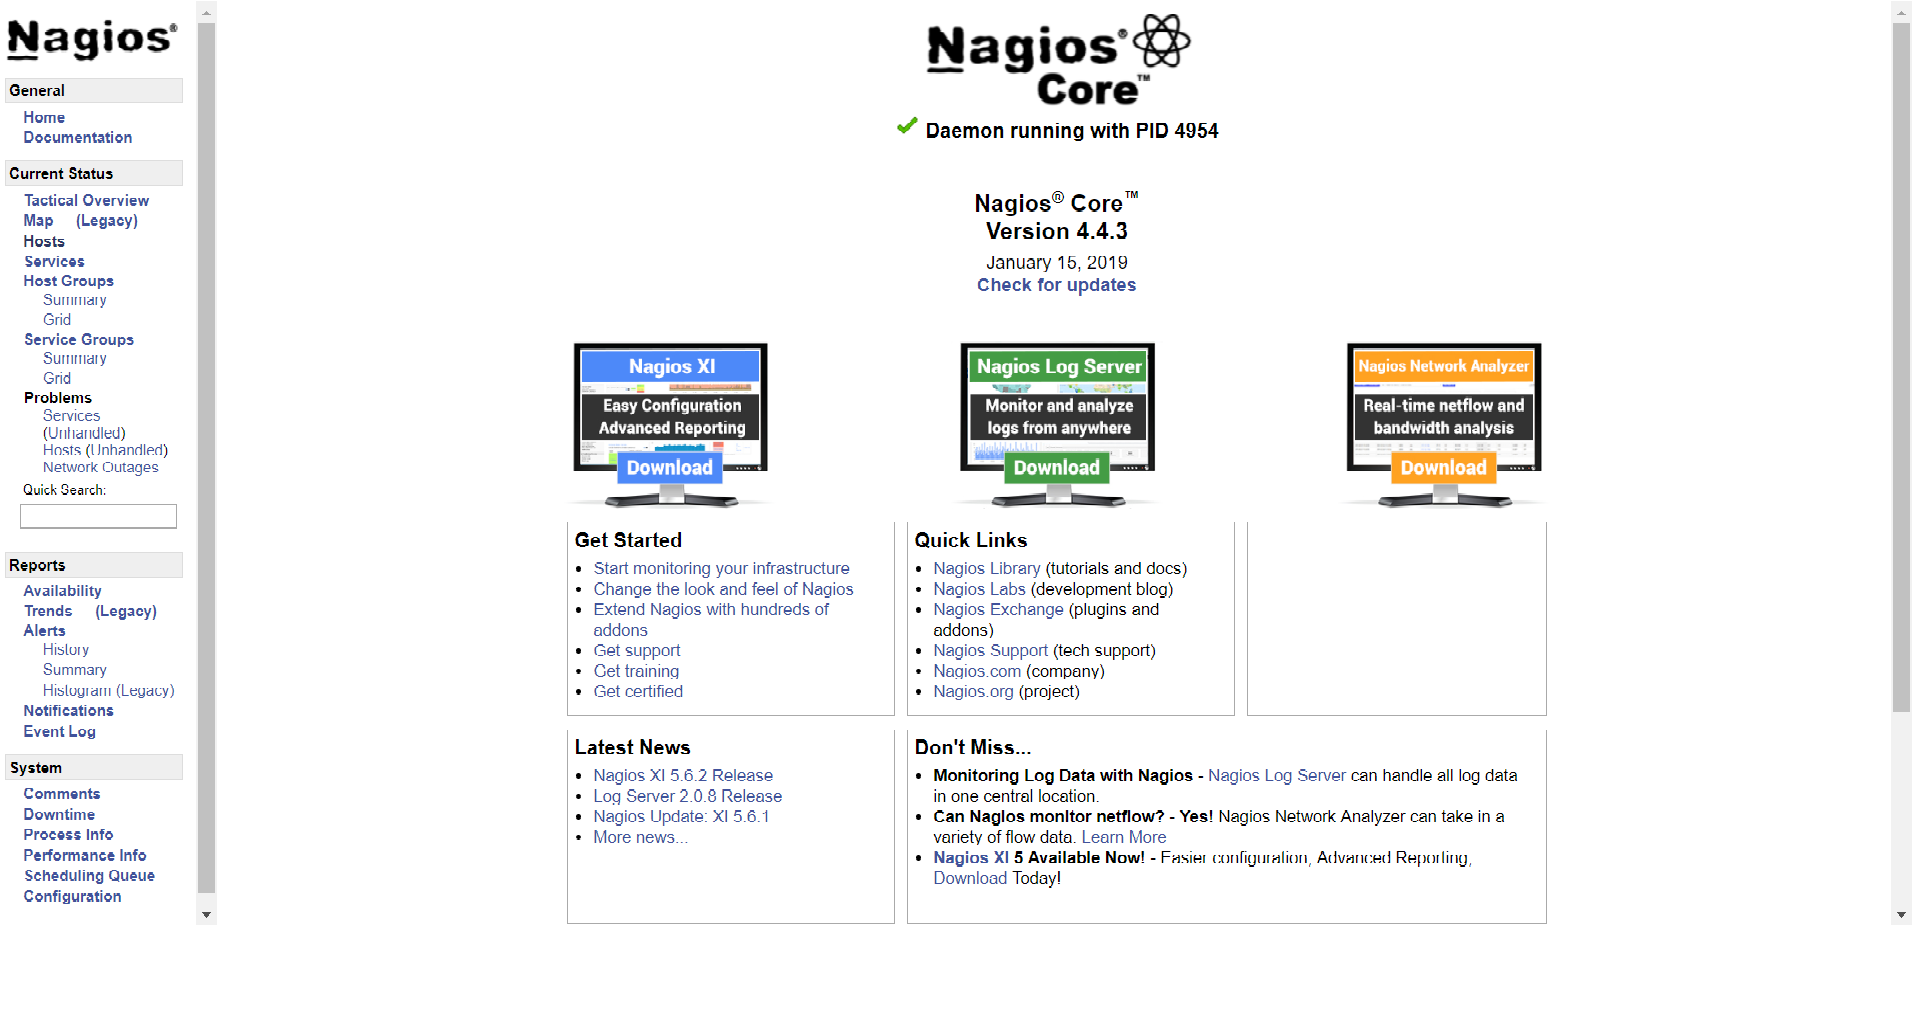 Nagios®
General
Home
Documentation
Current Status
Tactical Overview
Map (Legacy)
Hosts
Services
Host Groups
Summary
Grid
Service Groups
Summary
Grid
Problems
Services
(Unhandled)
Hosts (Unhandled)
Network Outages
Quick Search:
Reports
Availability
Trends (Legacy)
Alerts
History
Summary
Histogram (Legacy)
Notifications
Event Log
System
Comments
Downtime
Process Info
Performance Info
Scheduling Queue
Configuration
Nagios®
Core™
Daemon running with PID 4954
Nagios® Core™
Version 4.4.3
January 15, 2019
Check for updates
Nagios XI
Easy Configuration
Advanced Reporting
Download
Nagios Log Server
Monitor and analyze
logs from anywhere
Download
Nagios Network Analyzer
Real-time netflow and
bandwidth analysis
Download
Get Started
Start monitoring your infrastructure
Change the look and feel of Nagios
Extend Nagios with hundreds of
addons
Get support
Get training
Get certified
Quick Links
Nagios Library (tutorials and docs)
Nagios Labs (development blog)
Nagios Exchange (plugins and
addons)
Nagios Support (tech support)
Nagios.com (company)
Nagios.org (project)
Latest News
Nagios XI 5.6.2 Release
Log Server 2.0.8 Release
Nagios Update: XI 5.6.1
More news...
Don't Miss...
Monitoring Log Data with Nagios - Nagios Log Server can handle all log data
in one central location.
Can Nagios monitor netflow? - Yes! Nagios Network Analyzer can take in a
variety of flow data. Learn More
Nagios XI 5 Available Now! - Easier configuration, Advanced Reporting,
Download Today!